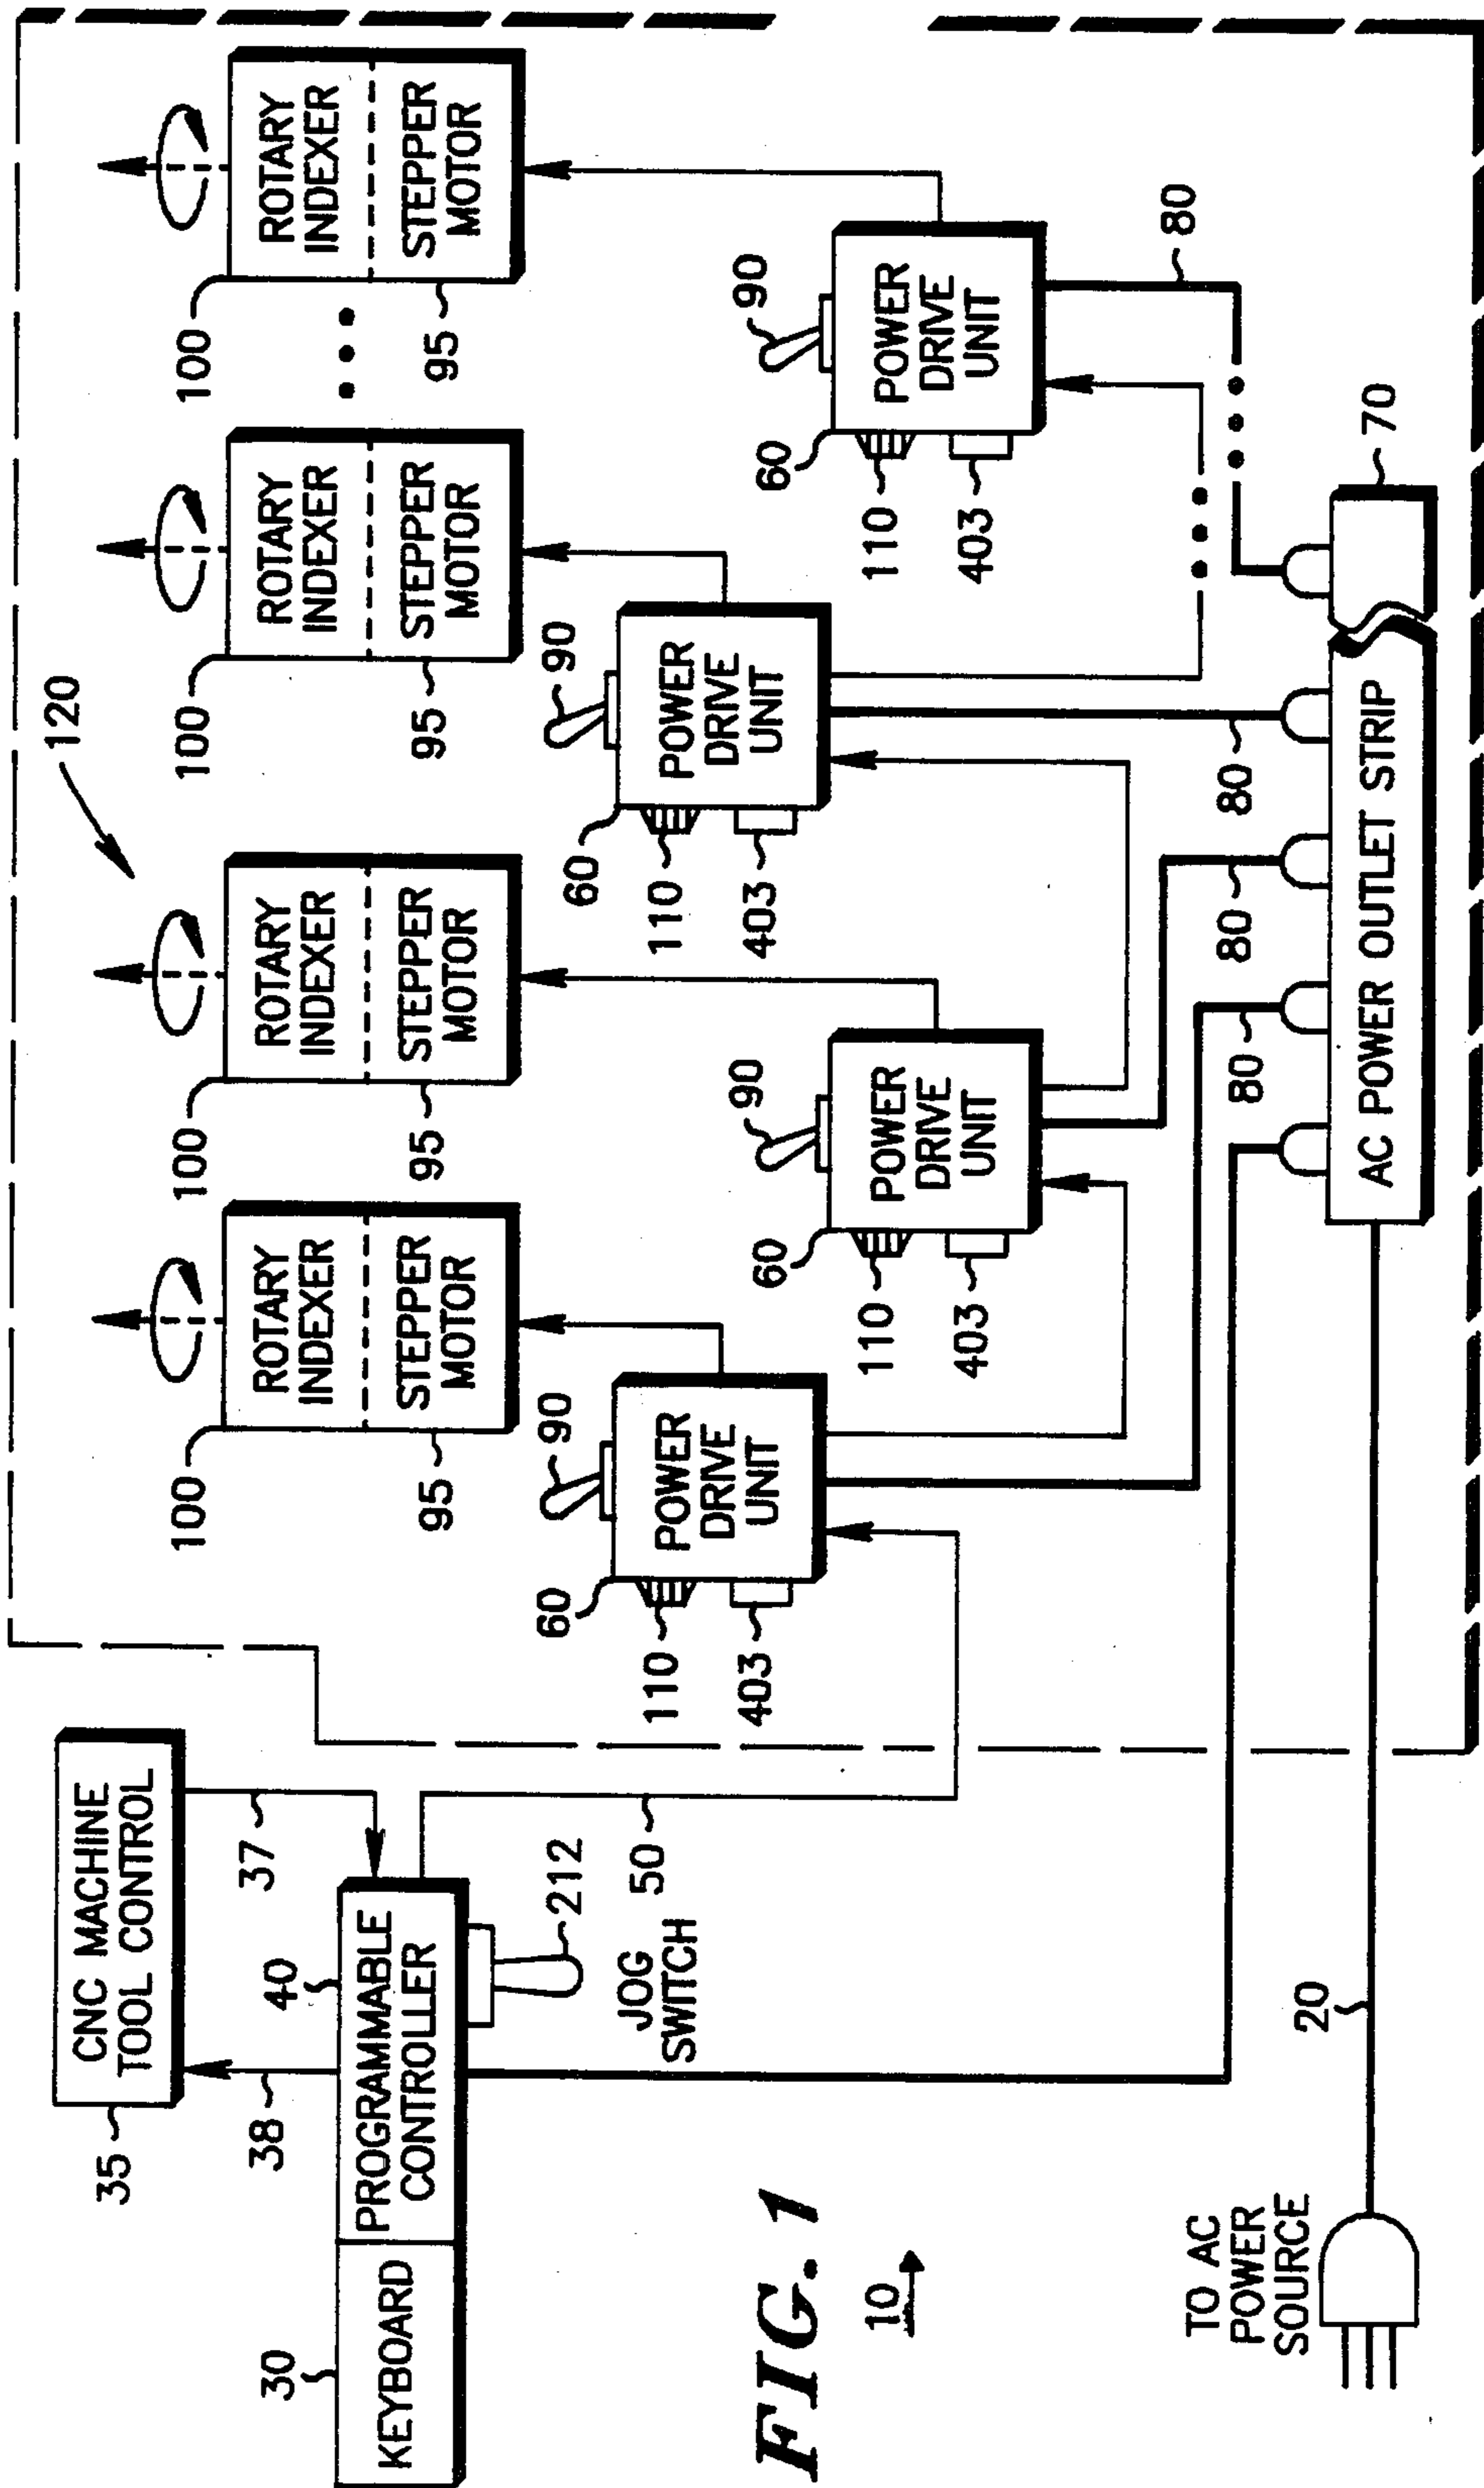 CNC MACHINE
TOOL CONTROL
35
38
37
KEYBOARD
30
PROGRAMMABLE
CONTROLLER
40
212
JOG
SWITCH
50
120
ROTARY
INDEXER
STEPPER
MOTOR
100
95
ROTARY
INDEXER
STEPPER
MOTOR
100
95
ROTARY
INDEXER
STEPPER
MOTOR
100
95
ROTARY
INDEXER
STEPPER
MOTOR
100
95
POWER
DRIVE
UNIT
60
90
110
403
POWER
DRIVE
UNIT
60
90
110
403
POWER
DRIVE
UNIT
60
90
110
403
POWER
DRIVE
UNIT
60
90
110
403
80
80
80
80
AC POWER OUTLET STRIP
70
20
TO AC
POWER
SOURCE
FIG. 1
10